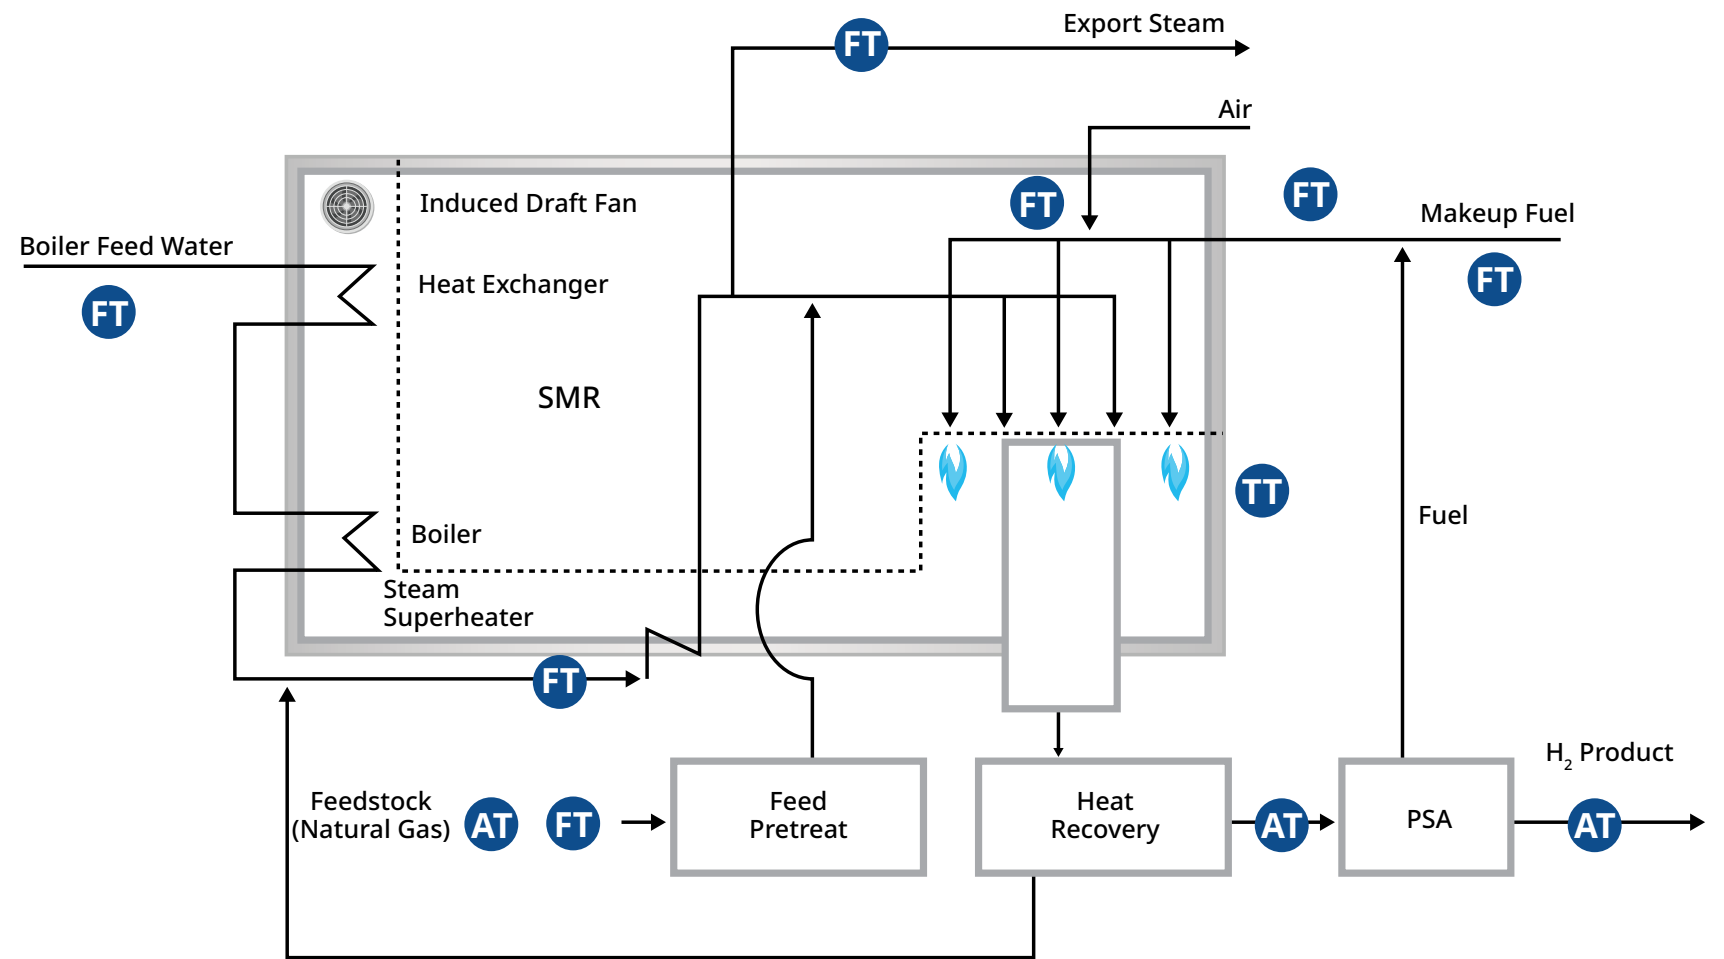 Export Steam
FT
Air
FT
FT
Induced Draft Fan
Makeup Fuel
Boiler Feed Water
Heat Exchanger
FT
FT
SMR
TT
Fuel
Boiler
Steam
Superheater
FT
H2 Product
Feedstock
(Natural Gas)
AT
FT
Feed
Pretreat
Heat
Recovery
AT
PSA
AT